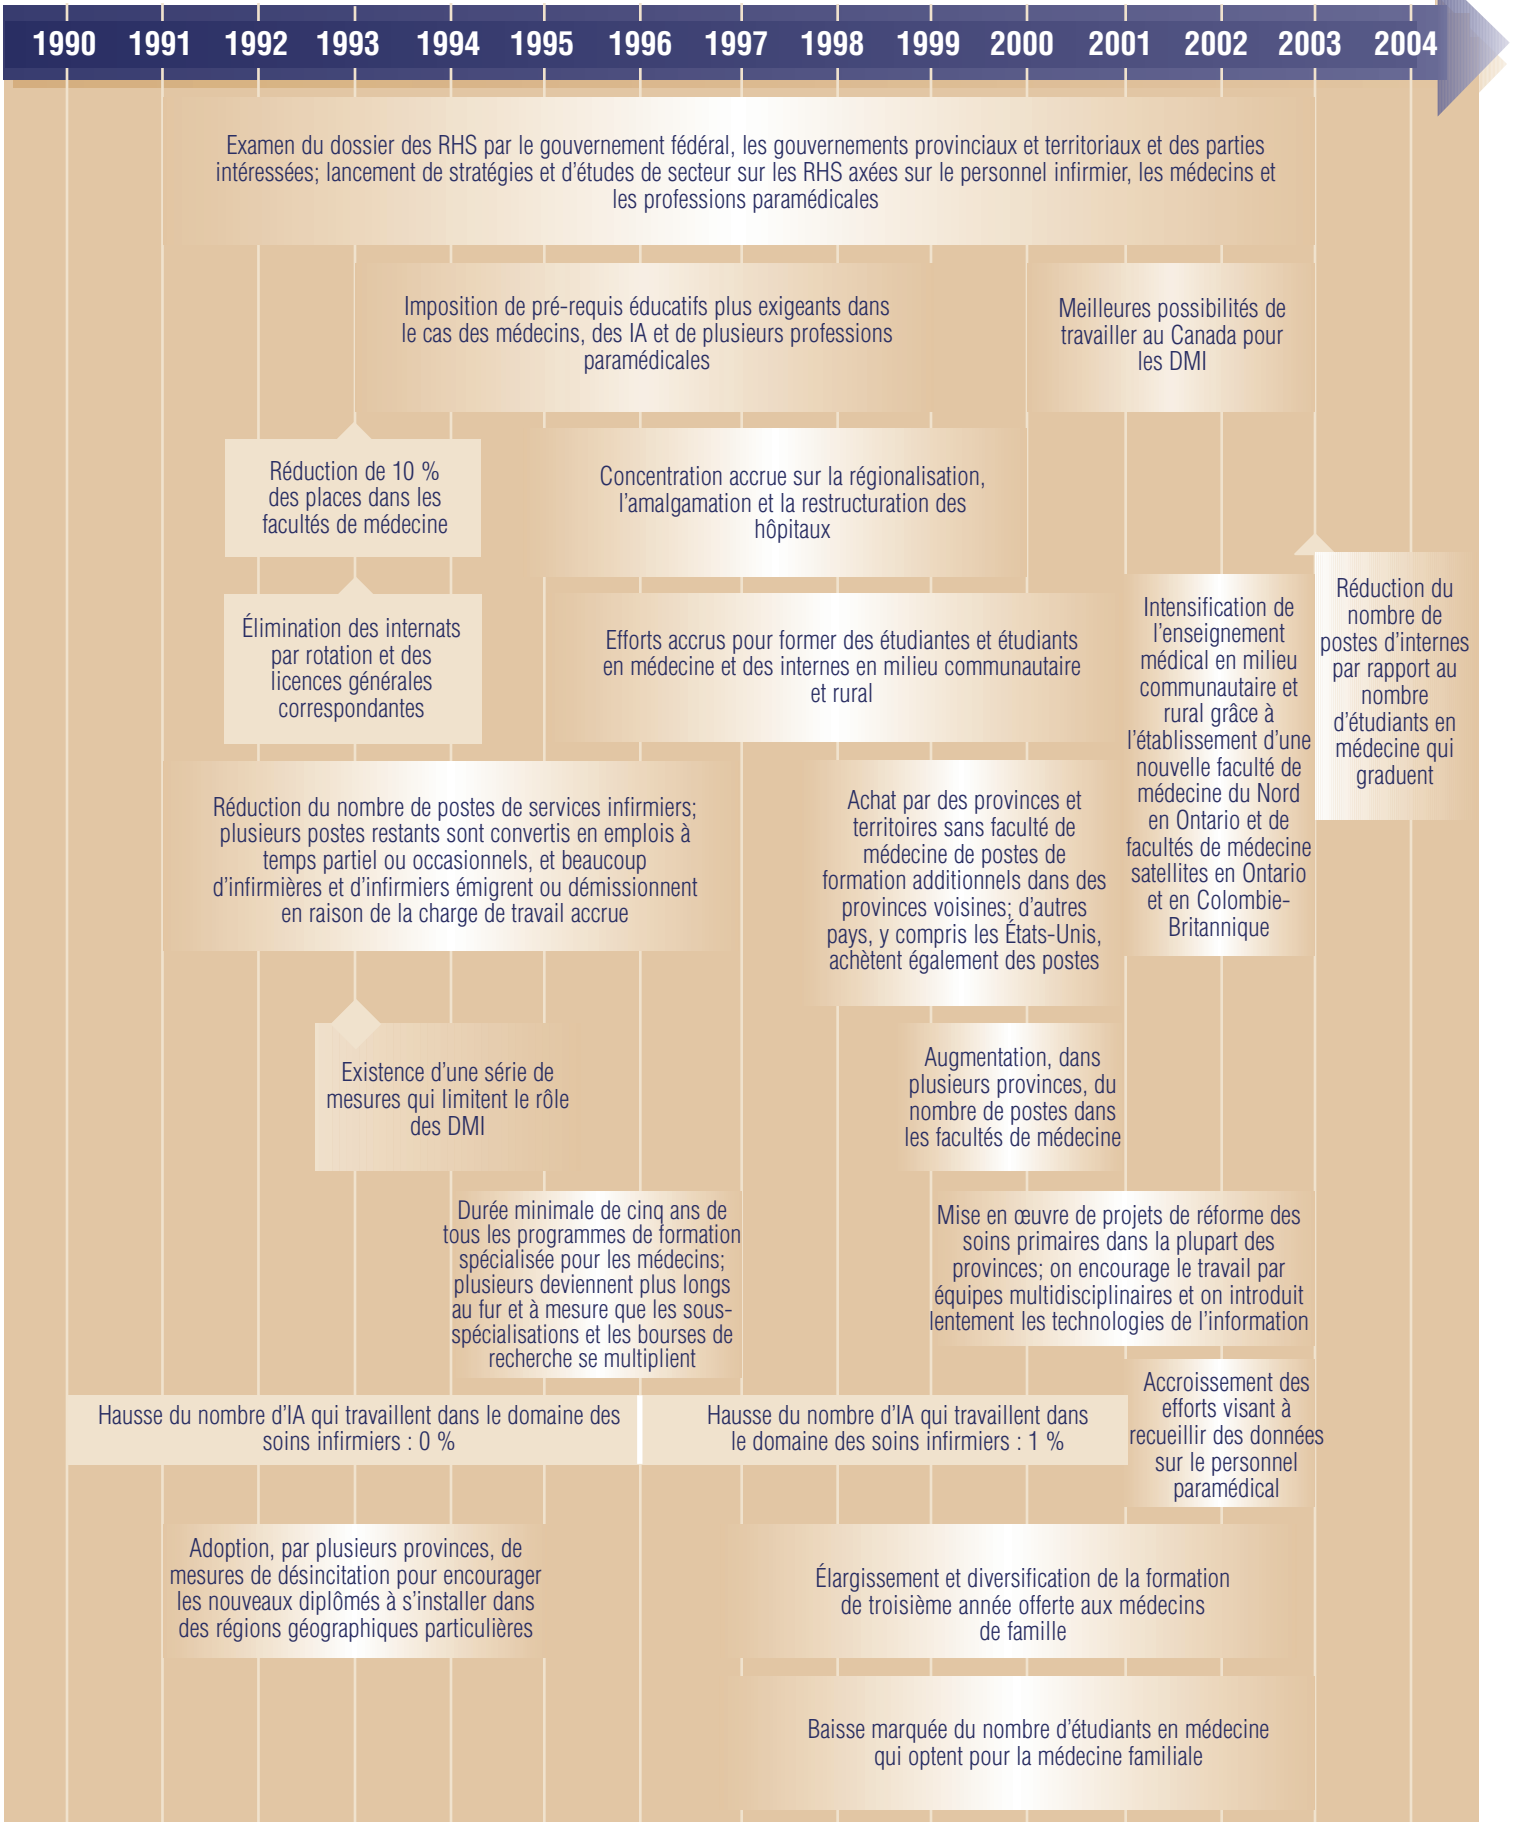 1990 1991 1992 1993 1994 1995 1996 1997 1998 1999 2000 2001 2002 2003 2004
Examen du dossier des RHS par le gouvernement fédéral, les gouvernements provinciaux et territoriaux et des parties
intéressées; lancement de stratégies et d'études de secteur sur les RHS axées sur le personnel infirmier, les médecins et
les professions paramédicales
Imposition de pré-requis éducatifs plus exigeants dans
le cas des médecins, des IA et de plusieurs professions
paramédicales
Meilleures possibilités de
travailler au Canada pour
les DMI
Réduction de 10 %
des places dans les
facultés de médecine
Concentration accrue sur la régionalisation,
l'amalgamation et la restructuration des
hôpitaux
Élimination des internats
par rotation et des
licences générales
correspondantes
Efforts accrus pour former des étudiantes et étudiants
en médecine et des internes en milieu communautaire
et rural
Intensification de
l'enseignement
médical en milieu
communautaire et
rural grâce à
l'établissement d'une
nouvelle faculté de
médecine du Nord
en Ontario et de
facultés de médecine
satellites en Ontario
et en Colombie-
Britannique
Réduction du
nombre de
postes d'internes
par rapport au
nombre
d'étudiants en
médecine qui
graduent
Réduction du nombre de postes de services infirmiers;
plusieurs postes restants sont convertis en emplois à
temps partiel ou occasionnels, et beaucoup
d'infirmières et d'infirmiers émigrent ou démissionnent
en raison de la charge de travail accrue
Achat par des provinces et
territoires sans faculté de
médecine de postes de
formation additionnels dans des
provinces voisines; d'autres
pays, y compris les États-Unis,
achètent également des postes
Existence d'une série de
mesures qui limitent le rôle
des DMI
Augmentation, dans
plusieurs provinces, du
nombre de postes dans
les facultés de médecine
Durée minimale de cinq ans de
tous les programmes de formation
spécialisée pour les médecins;
plusieurs deviennent plus longs
au fur et à mesure que les sous-
spécialisations et les bourses de
recherche se multiplient
Mise en œuvre de projets de réforme des
soins primaires dans la plupart des
provinces; on encourage le travail par
équipes multidisciplinaires et on introduit
lentement les technologies de l'information
Hausse du nombre d'IA qui travaillent dans le domaine des
soins infirmiers : 0 %
Hausse du nombre d'IA qui travaillent dans
le domaine des soins infirmiers : 1 %
Accroissement des
efforts visant à
recueillir des données
sur le personnel
paramédical
Adoption, par plusieurs provinces, de
mesures de désincitation pour encourager
les nouveaux diplômés à s'installer dans
des régions géographiques particulières
Élargissement et diversification de la formation
de troisième année offerte aux médecins
de famille
Baisse marquée du nombre d'étudiants en médecine
qui optent pour la médecine familiale